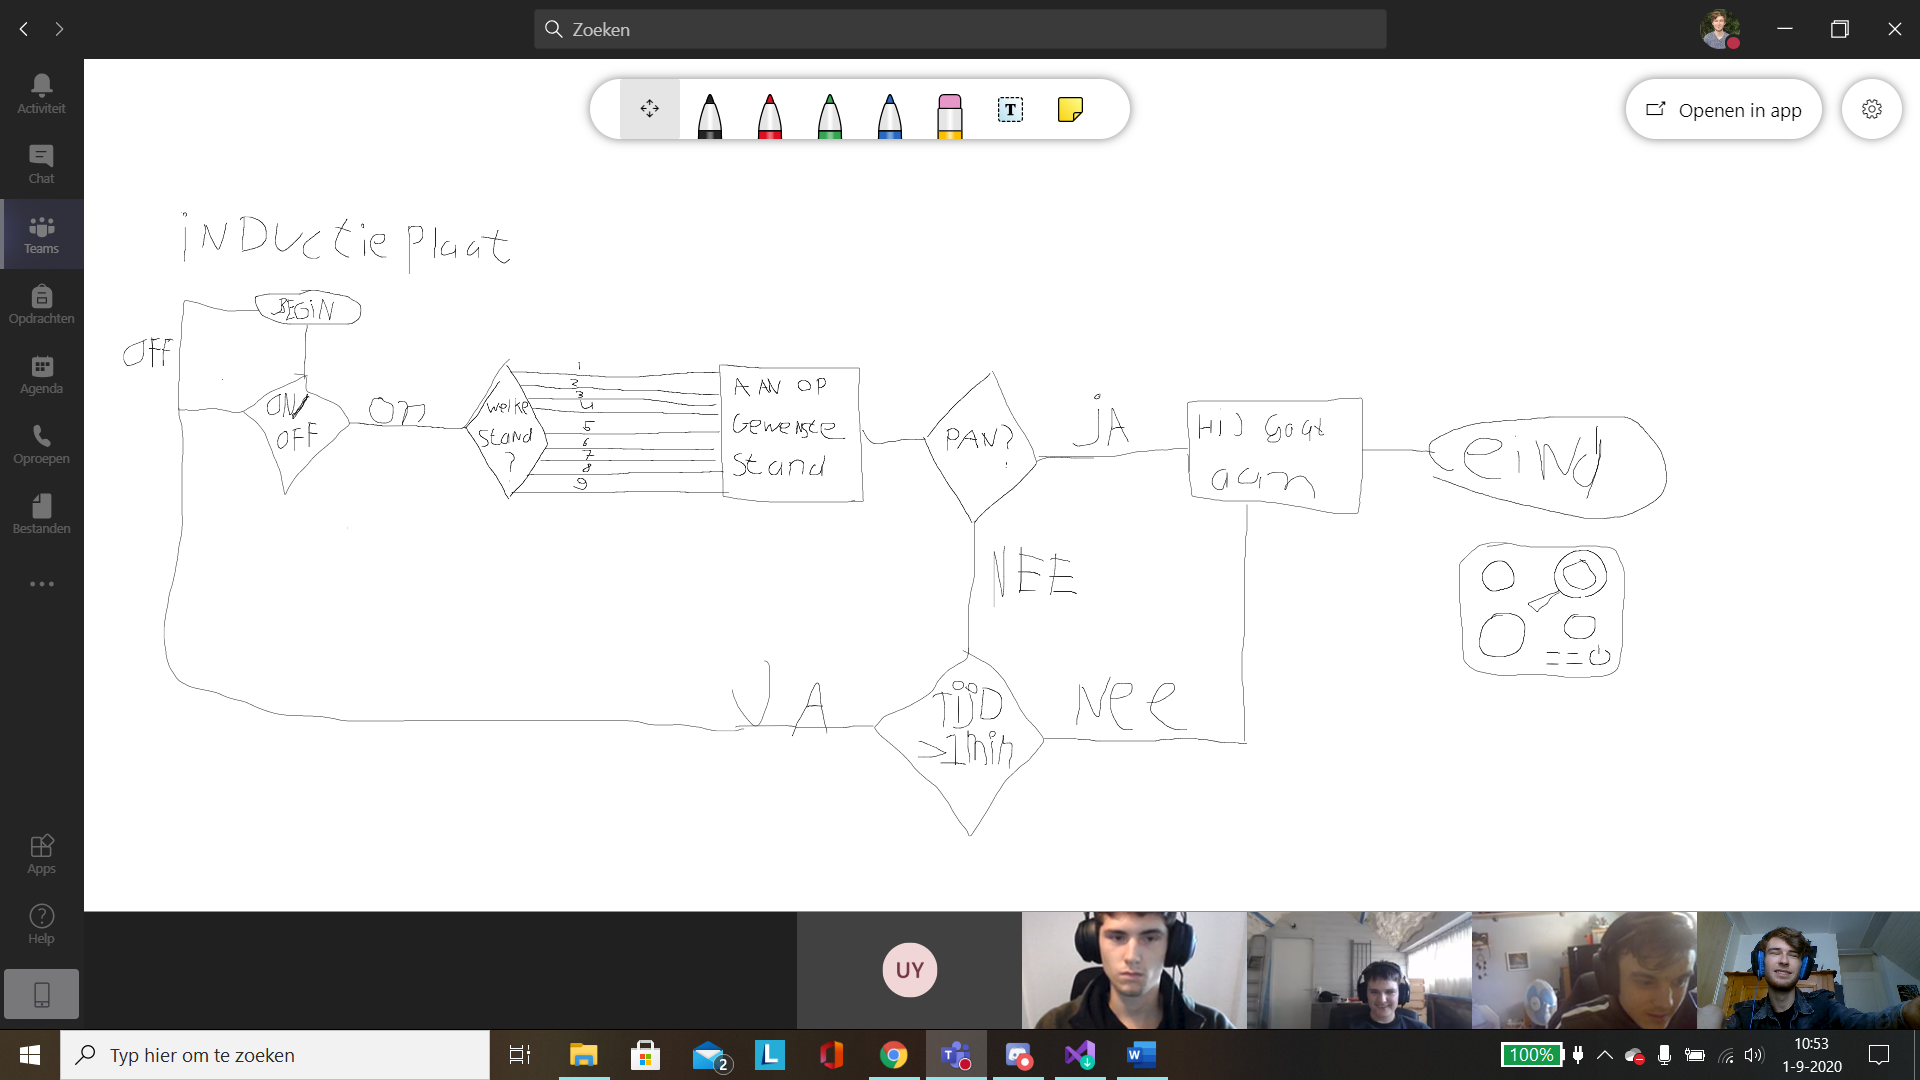 Zoeken
Activiteit
Chat
Teams
Opdrachten
Agenda
Oproepen
Bestanden
Apps
Help
T
Openen in app
iNDuctie plaat
BEGiN
OFF
ON/
OFF
on
welke
stand
?
1
2
3
4
5
6
7
8
9
AAN OP
Gewenste
stand
PAN?
jA
Hij Goat
aan
eiNd
NEE
JA
TijD
>1min
Nee
UY
Typ hier om te zoeken
2
L
T
W
100%
10:53
1-9-2020